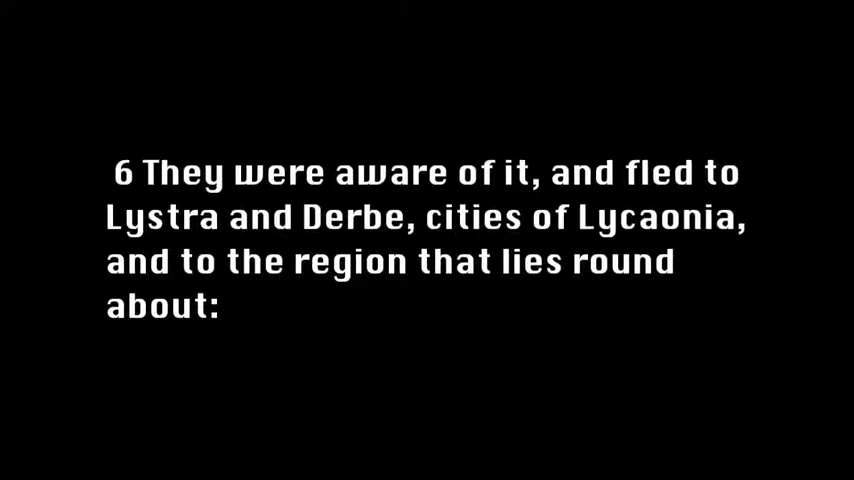 6 They were aware of it, and fled to
Lystra and Derbe, cities of Lycaonia,
and to the region that lies round
about: